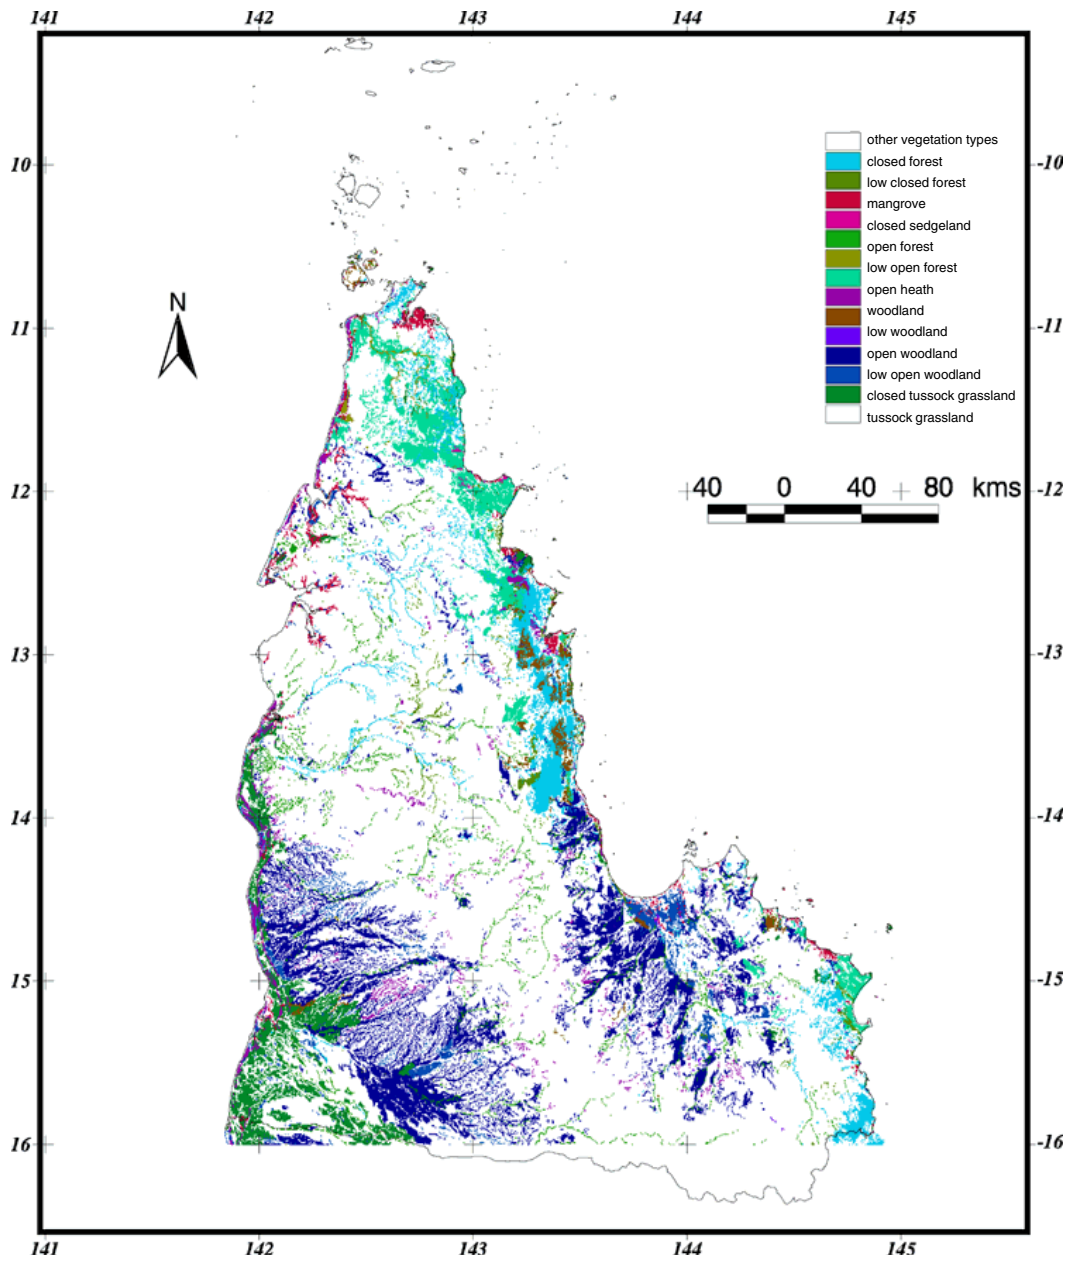 141 142 143 144 145
other vegetation types
closed forest
low closed forest
mangrove
closed sedgeland
open forest
low open forest
open heath
woodland
low woodland
open woodland
low open woodland
closed tussock grassland
tussock grassland
10 -10
N
11 -11
12 -12
40 0 40 80 kms
13 -13
14 -14
15 -15
16 -16
141 142 143 144 145